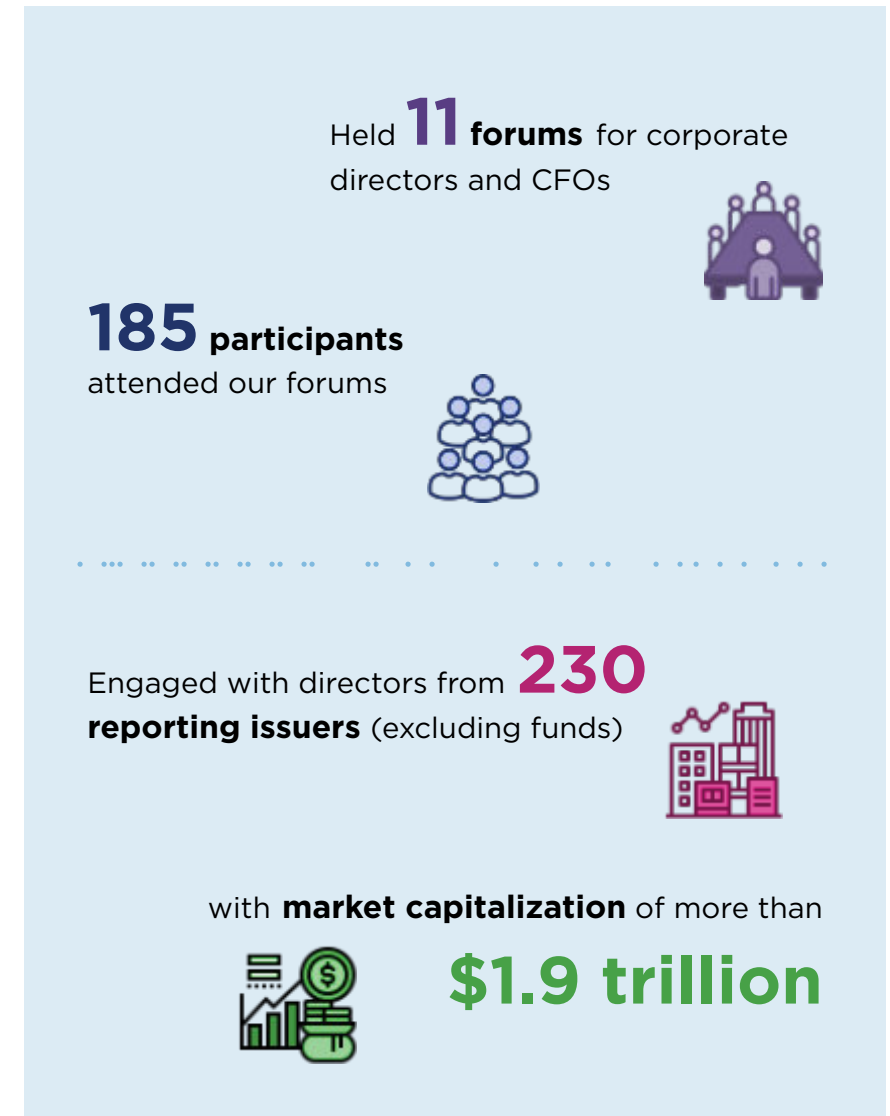 Held 11 forums for corporate
directors and CFOs
185 participants
attended our forums
Engaged with directors from 230
reporting issuers (excluding funds)
with market capitalization of more than
$1.9 trillion